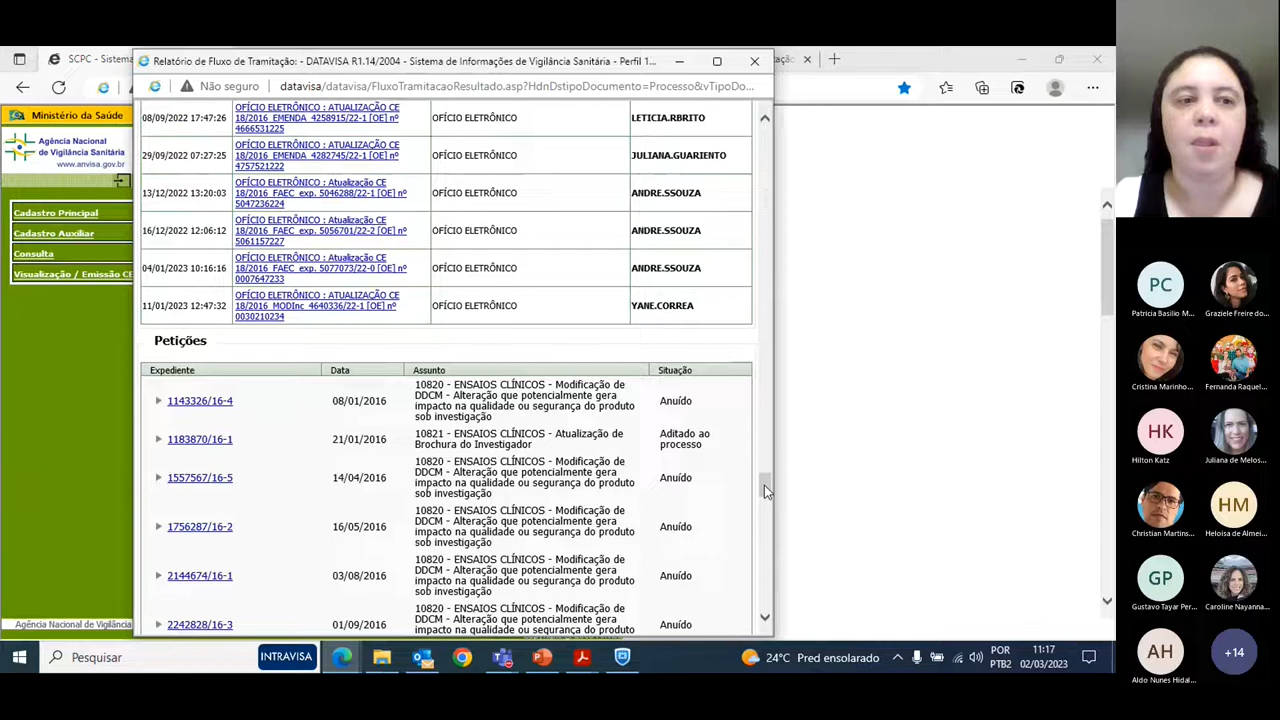 SCPC - Sistema
Relatório de Fluxo de Tramitação: - DATAVISA R1.14/2004 - Sistema de Informações de Vigilância Sanitária - Perfil 1...
Não seguro
datavisa/datavisa/FluxoTramitacaoResultado.asp?HdnDstipoDocumento=Processo&vTipoDo...
Ministério da Saúde
Agência Nacional
de Vigilância Sanitária
www.anvisa.gov.br
Cadastro Principal
Cadastro Auxiliar
Consulta
Visualização / Emissão CE
Agência Nacional de Vigilância
08/09/2022 17:47:26
OFÍCIO ELETRÔNICO : ATUALIZAÇÃO CE
18/2016_EMENDA_4258915/22-1 [OE] nº
4666531225
OFÍCIO ELETRÔNICO
LETICIA.RBRITO
29/09/2022 07:27:25
OFÍCIO ELETRÔNICO : ATUALIZAÇÃO CE
18/2016_EMENDA_4282745/22-1 [OE] nº
4757521222
OFÍCIO ELETRÔNICO
JULIANA.GUARIENTO
13/12/2022 13:20:03
OFÍCIO ELETRÔNICO : Atualização CE
18/2016_FAEC_exp. 5046288/22-1 [OE] nº
5047236224
OFÍCIO ELETRÔNICO
ANDRE.SSOUZA
16/12/2022 12:06:12
OFÍCIO ELETRÔNICO : Atualização CE
18/2016_FAEC_exp. 5056701/22-2 [OE] nº
5061157227
OFÍCIO ELETRÔNICO
ANDRE.SSOUZA
04/01/2023 10:16:16
OFÍCIO ELETRÔNICO : Atualização CE
18/2016_FAEC_exp. 5077073/22-0 [OE] nº
0007647233
OFÍCIO ELETRÔNICO
ANDRE.SSOUZA
11/01/2023 12:47:32
OFÍCIO ELETRÔNICO : ATUALIZAÇÃO CE
18/2016_MODInc_4640336/22-1 [OE] nº
0030210234
OFÍCIO ELETRÔNICO
YANE.CORREA
Petições
Expediente Data Assunto Situação
1143326/16-4
08/01/2016
10820 - ENSAIOS CLÍNICOS - Modificação de
DDCM - Alteração que potencialmente gera
impacto na qualidade ou segurança do produto
sob investigação
Anuído
1183870/16-1
21/01/2016
10821 - ENSAIOS CLÍNICOS - Atualização de
Brochura do Investigador
Aditado ao
processo
1557567/16-5
14/04/2016
10820 - ENSAIOS CLÍNICOS - Modificação de
DDCM - Alteração que potencialmente gera
impacto na qualidade ou segurança do produto
sob investigação
Anuído
1756287/16-2
16/05/2016
10820 - ENSAIOS CLÍNICOS - Modificação de
DDCM - Alteração que potencialmente gera
impacto na qualidade ou segurança do produto
sob investigação
Anuído
2144674/16-1
03/08/2016
10820 - ENSAIOS CLÍNICOS - Modificação de
DDCM - Alteração que potencialmente gera
impacto na qualidade ou segurança do produto
sob investigação
Anuído
2242828/16-3
01/09/2016
10820 - ENSAIOS CLÍNICOS - Modificação de
DDCM - Alteração que potencialmente gera
impacto na qualidade ou segurança do produto
Anuído
Pesquisar
INTRAVISA
24°C Pred ensolarado
POR
PTB2
11:17
02/03/2023
PC
Patricia Basilio M...
Graziele Freire do...
Cristina Marinho...
Fernanda Raquel...
HK
Hilton Katz
Juliana de Melos...
Christian Martins...
HM
Heloisa de Almei...
GP
Gustavo Tayar Per...
Caroline Nayanna...
AH
Aldo Nunes Hidal...
+14